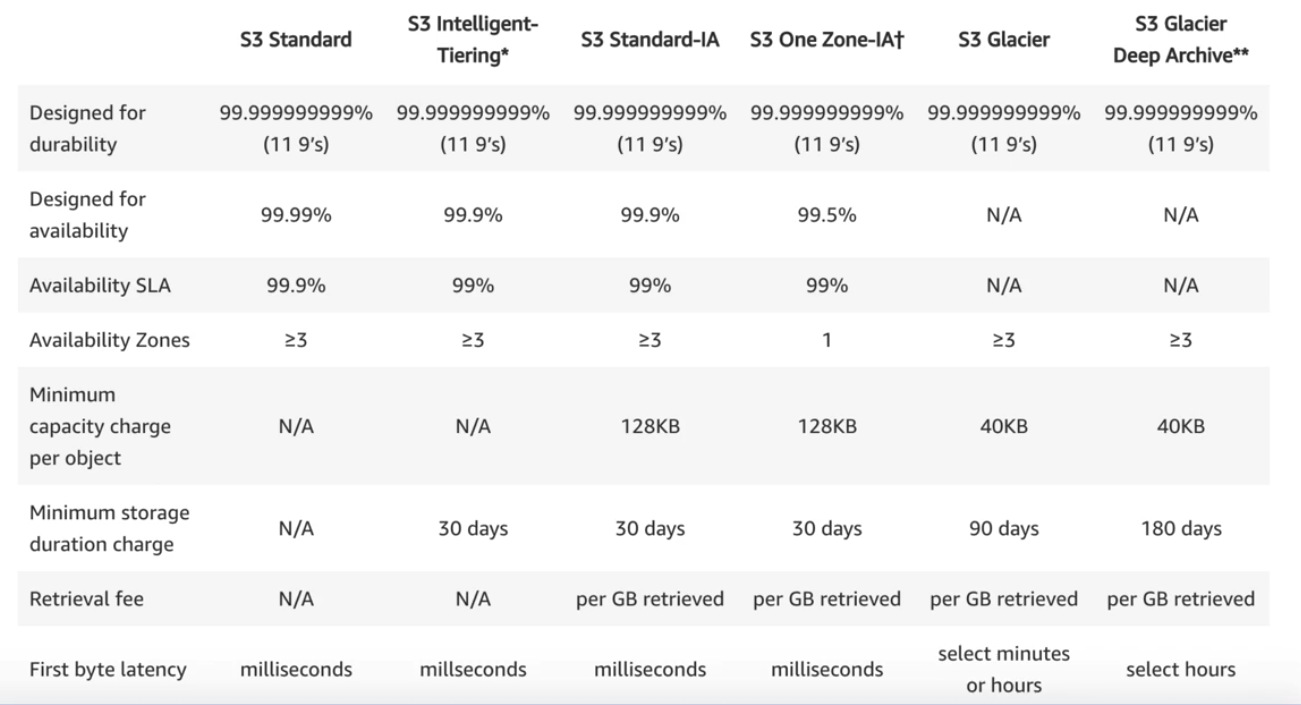 S3 Standard S3 Intelligent-Tiering* S3 Standard-IA S3 One Zone-IA† S3 Glacier S3 Glacier Deep Archive**
Designed for durability 99.999999999% (11 9's) 99.999999999% (11 9's) 99.999999999% (11 9's) 99.999999999% (11 9's) 99.999999999% (11 9's) 99.999999999% (11 9's)
Designed for availability 99.99% 99.9% 99.9% 99.5% N/A N/A
Availability SLA 99.9% 99% 99% 99% N/A N/A
Availability Zones ≥3 ≥3 ≥3 1 ≥3 ≥3
Minimum capacity charge per object N/A N/A 128KB 128KB 40KB 40KB
Minimum storage duration charge N/A 30 days 30 days 30 days 90 days 180 days
Retrieval fee N/A N/A per GB retrieved per GB retrieved per GB retrieved per GB retrieved
First byte latency milliseconds millseconds milliseconds milliseconds select minutes or hours select hours